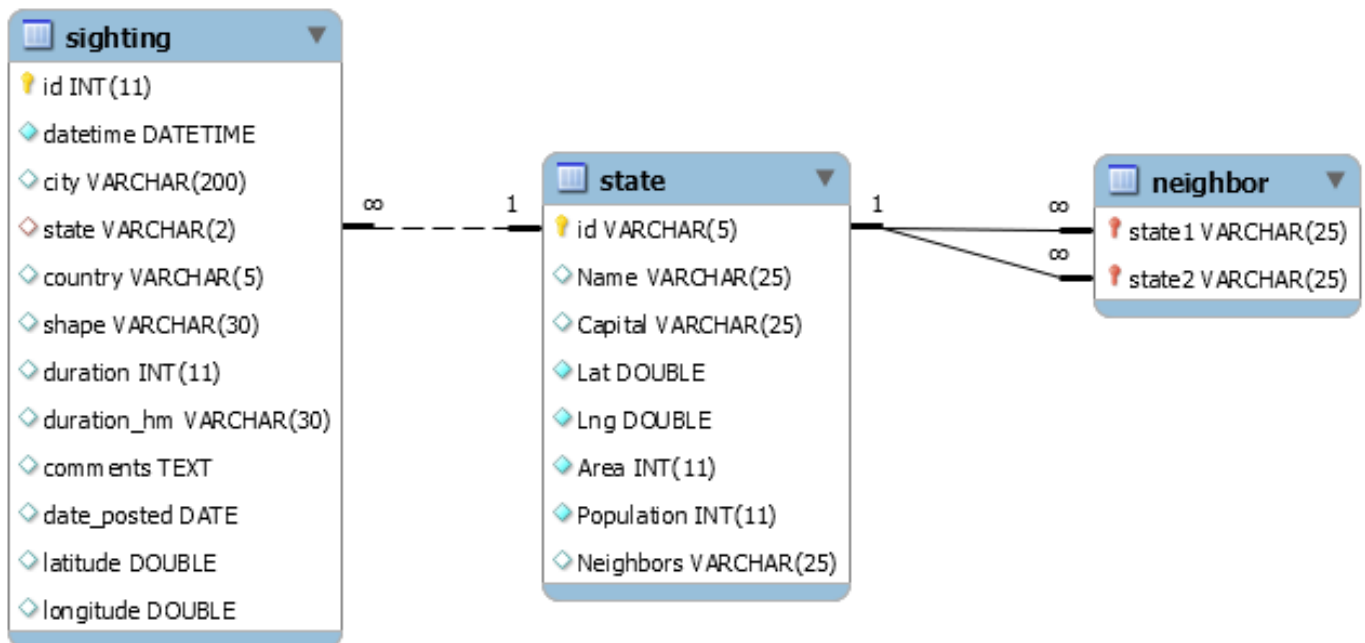 sighting
id INT(11)
datetime DATETIME
city VARCHAR(200)
state VARCHAR(2)
country VARCHAR(5)
shape VARCHAR(30)
duration INT(11)
duration_hm VARCHAR(30)
comments TEXT
date_posted DATE
latitude DOUBLE
longitude DOUBLE
∞
1
state
id VARCHAR(5)
Name VARCHAR(25)
Capital VARCHAR(25)
Lat DOUBLE
Lng DOUBLE
Area INT(11)
Population INT(11)
Neighbors VARCHAR(25)
1
∞
∞
neighbor
state1 VARCHAR(25)
state2 VARCHAR(25)